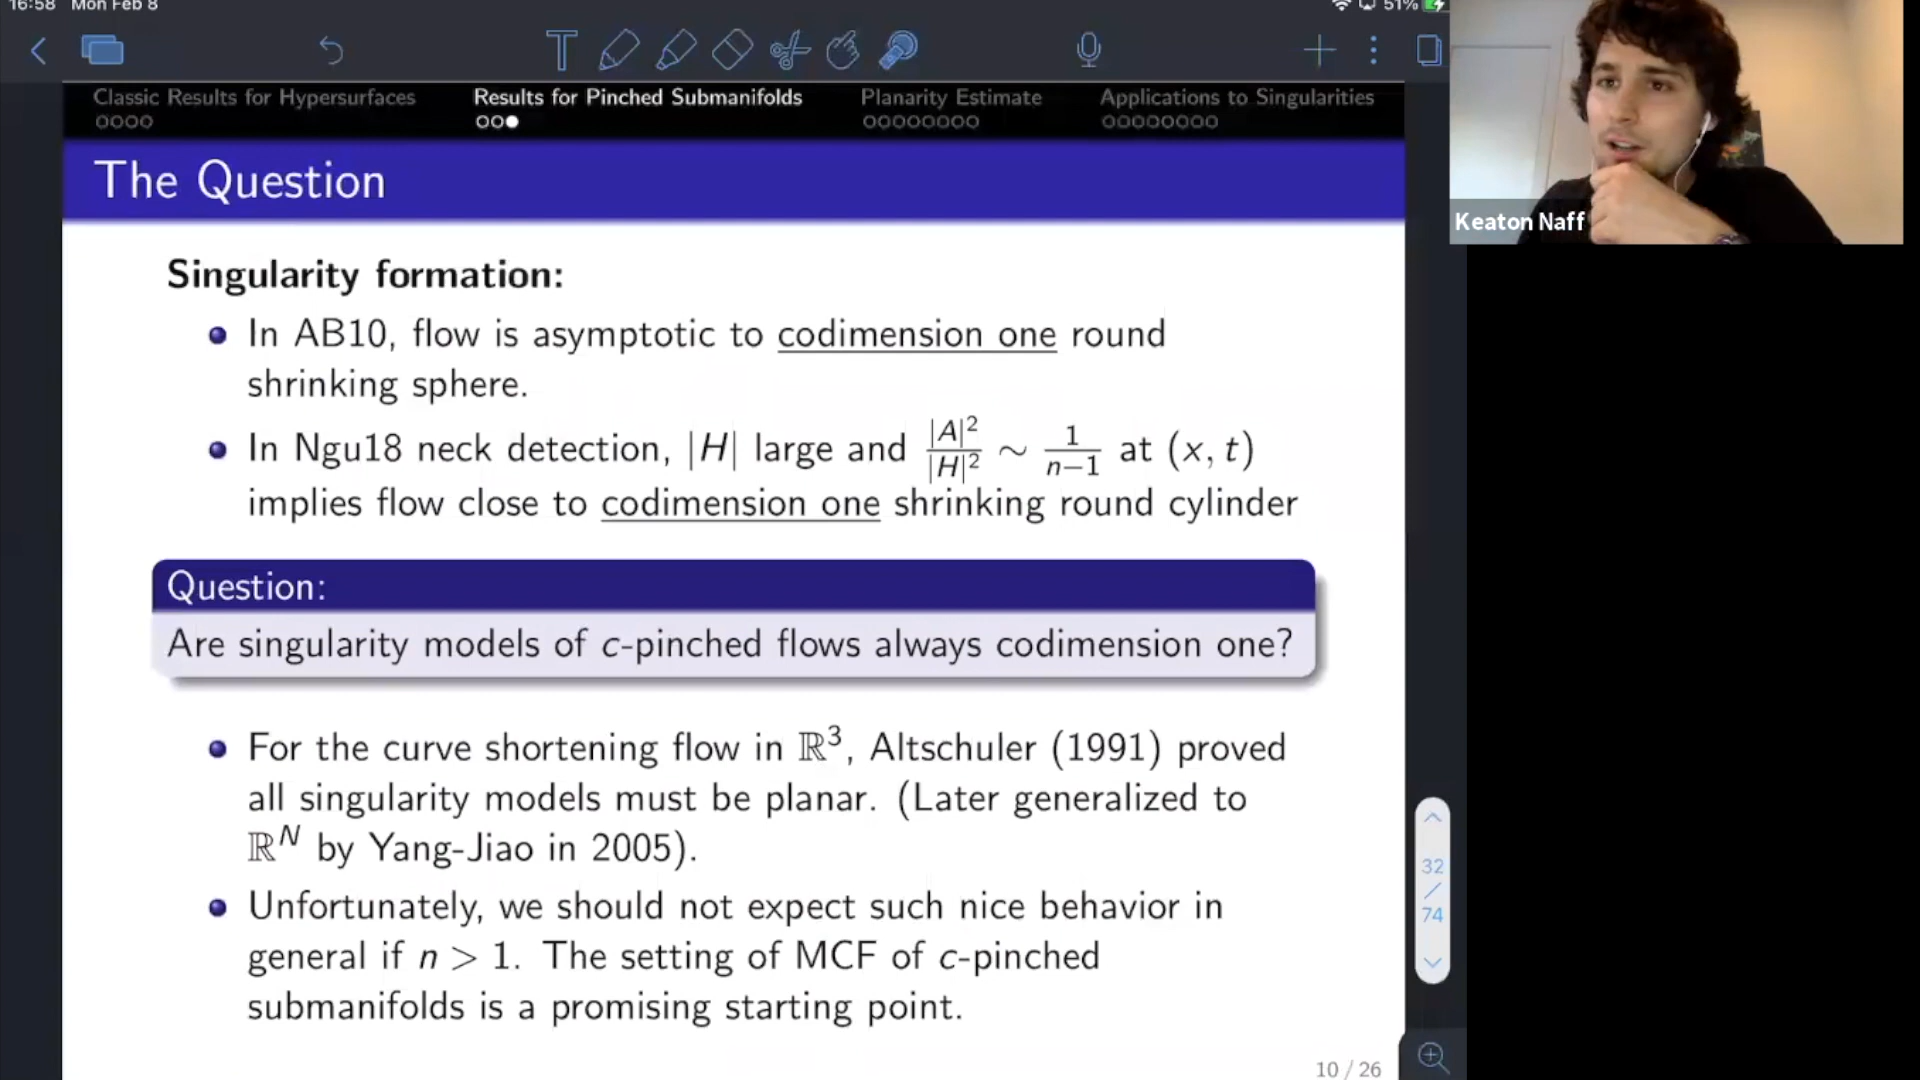 16:58 Mon Feb 8
51%
Classic Results for Hypersurfaces
Results for Pinched Submanifolds
Planarity Estimate
Applications to Singularities
The Question
Keaton Naff
Singularity formation:
In AB10, flow is asymptotic to codimension one round
shrinking sphere.
In Ngu18 neck detection, |H| large and |A|²/|H|² ∼ 1/(n−1) at (x, t)
implies flow close to codimension one shrinking round cylinder
Question:
Are singularity models of c-pinched flows always codimension one?
For the curve shortening flow in ℝ³, Altschuler (1991) proved
all singularity models must be planar. (Later generalized to
ℝᴺ by Yang-Jiao in 2005).
Unfortunately, we should not expect such nice behavior in
general if n > 1. The setting of MCF of c-pinched
submanifolds is a promising starting point.
32
/
74
10 / 26